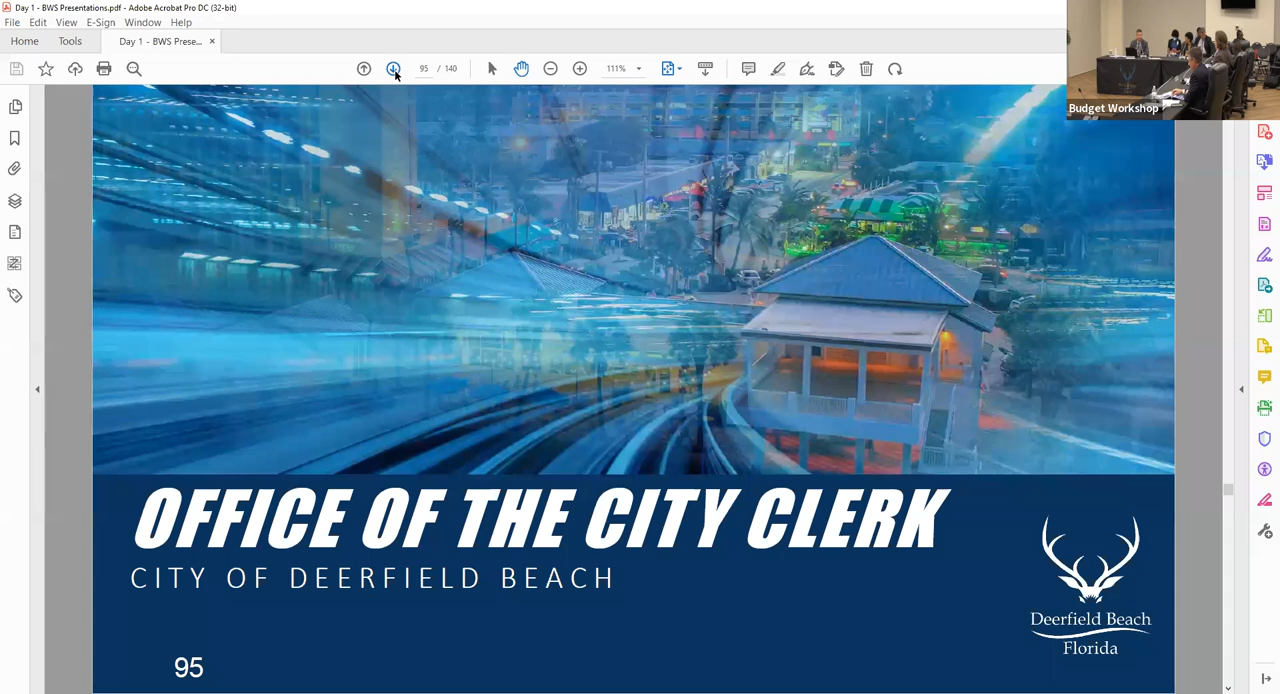 Day 1 - BWS Presentations.pdf - Adobe Acrobat Pro DC (32-bit)
File Edit View E-Sign Window Help
Home Tools Day 1 - BWS Prese... ×
95 / 140 111%
Budget Workshop
OFFICE OF THE CITY CLERK
CITY OF DEERFIELD BEACH
Deerfield Beach
Florida
95